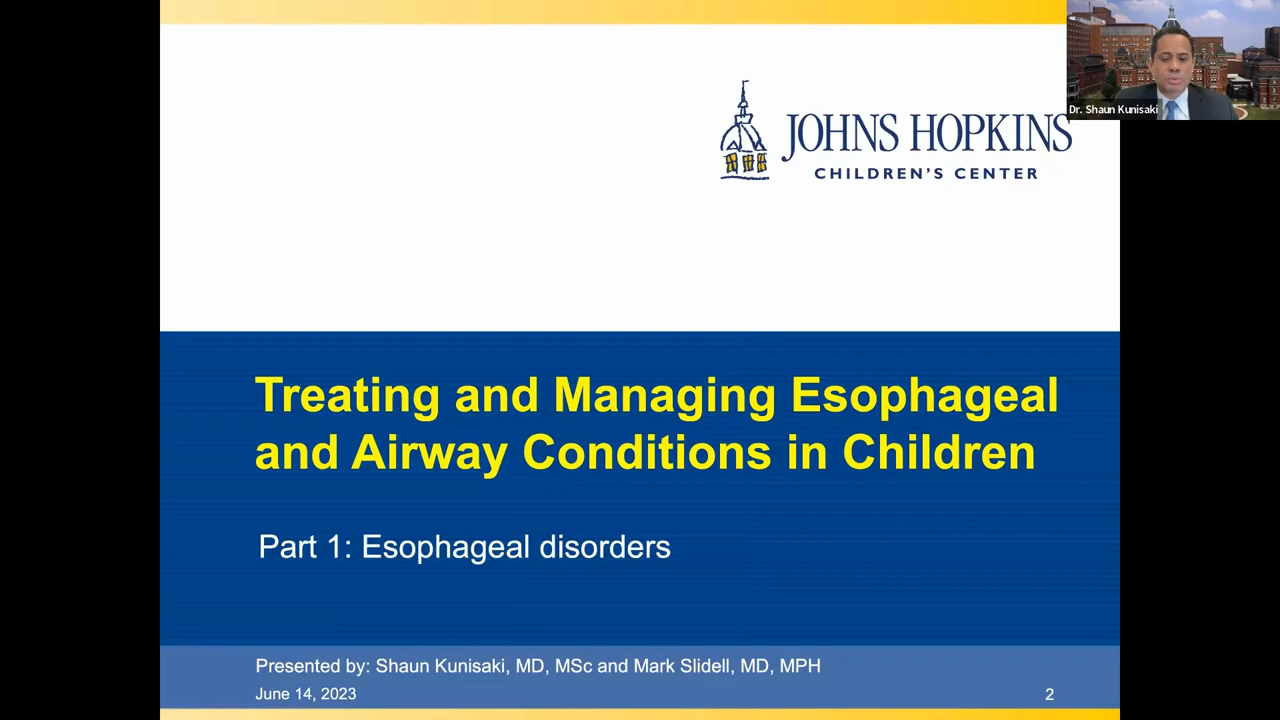 Dr. Shaun Kunisaki
JOHNS HOPKINS
CHILDREN'S CENTER
Treating and Managing Esophageal
and Airway Conditions in Children
Part 1: Esophageal disorders
Presented by: Shaun Kunisaki, MD, MSc and Mark Slidell, MD, MPH
June 14, 2023
2